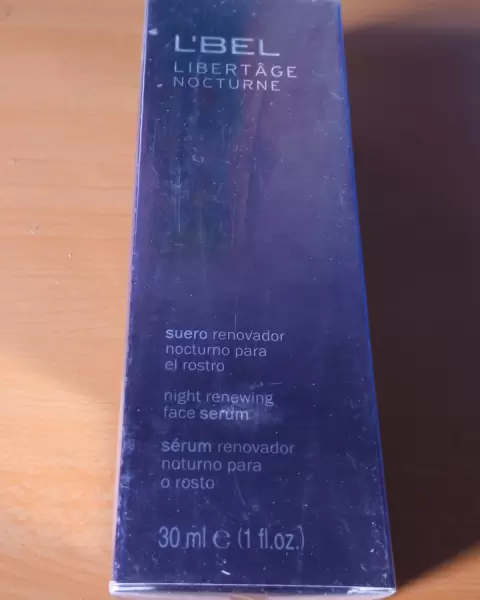 L'BEL
LIBERTÂGE
NOCTURNE
suero renovador
nocturno para
el rostro
night renewing
face serum
sérum renovador
noturno para
o rosto
30 ml ℮ (1 fl.oz.)